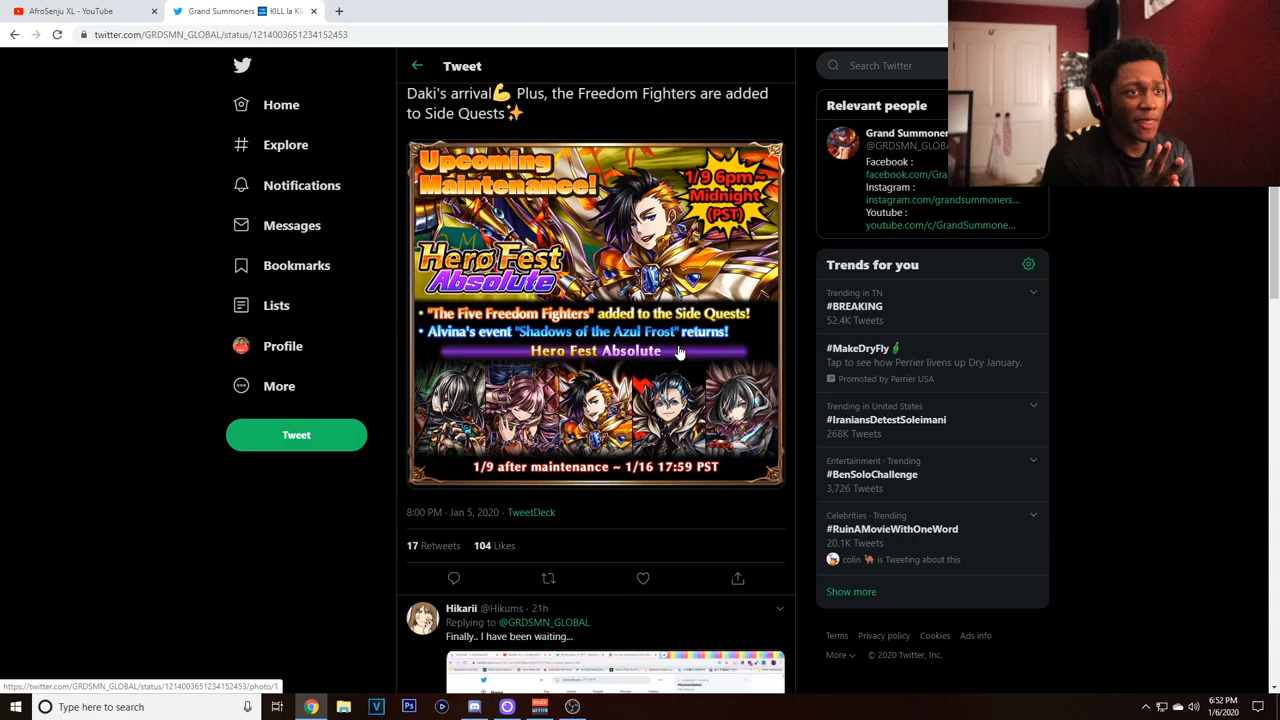 AfroSenju XL - YouTube
Grand Summoners KILL la Kil
twitter.com/GRDSMN_GLOBAL/status/1214003651234152453
Home
Explore
Notifications
Messages
Bookmarks
Lists
Profile
More
Tweet
Tweet
Daki's arrival💪 Plus, the Freedom Fighters are added
to Side Quests✨
Upcoming
Maintenance!
1/9 6pm ~
Midnight
(PST)
Hero Fest
Absolute
• "The Five Freedom Fighters" added to the Side Quests!
• Alvina's event "Shadows of the Azul Frost" returns!
Hero Fest Absolute
1/9 after maintenance ~ 1/16 17:59 PST
8:00 PM · Jan 5, 2020 · TweetDeck
17 Retweets 104 Likes
Hikarii @Hikums · 21h
Replying to @GRDSMN_GLOBAL
Finally.. I have been waiting...
Search Twitter
Relevant people
Grand Summoner
@GRDSMN_GLOBA
Facebook :
facebook.com/Gra
Instagram :
instagram.com/grandsummoners...
Youtube :
youtube.com/c/GrandSummone...
Trends for you
Trending in TN
#BREAKING
52.4K Tweets
#MakeDryFly
Tap to see how Perrier livens up Dry January.
Promoted by Perrier USA
Trending in United States
#IraniansDetestSoleimani
268K Tweets
Entertainment · Trending
#BenSoloChallenge
3,726 Tweets
Celebrities · Trending
#RuinAMovieWithOneWord
20.1K Tweets
colin 🐪 is Tweeting about this
Show more
Terms Privacy policy Cookies Ads info
More © 2020 Twitter, Inc.
https://twitter.com/GRDSMN_GLOBAL/status/1214003651234152453/photo/1
Type here to search
6:52 PM
1/6/2020